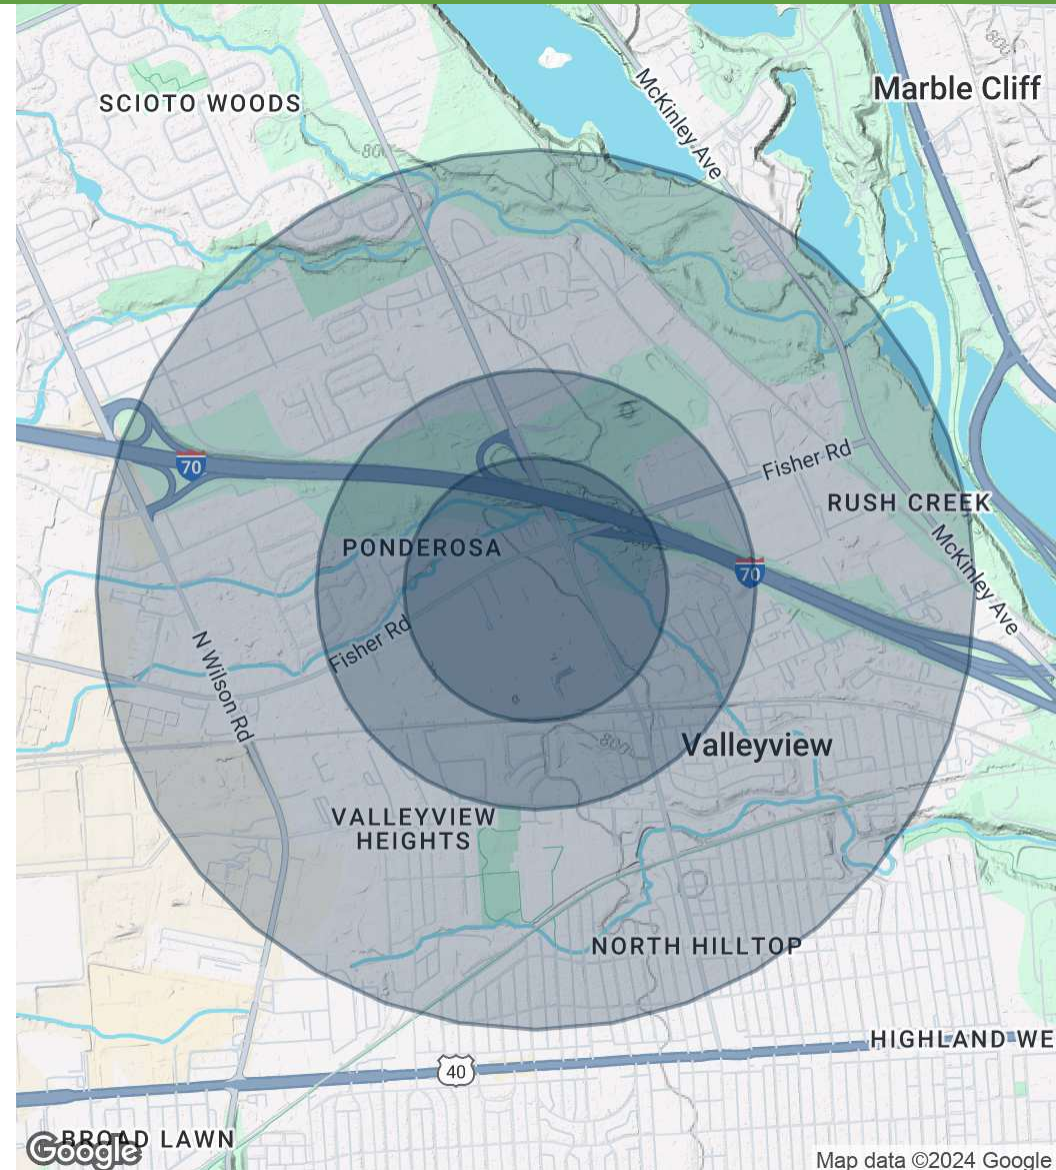 Marble Cliff
McKinley Ave
SCIOTO WOODS
800
800
70
Fisher Rd
RUSH CREEK
PONDEROSA
McKinley Ave
70
Fisher Rd
N Wilson Rd
800
Valleyview
VALLEYVIEW
HEIGHTS
NORTH HILLTOP
HIGHLAND WE
40
BROAD LAWN
Google
Map data ©2024 Google